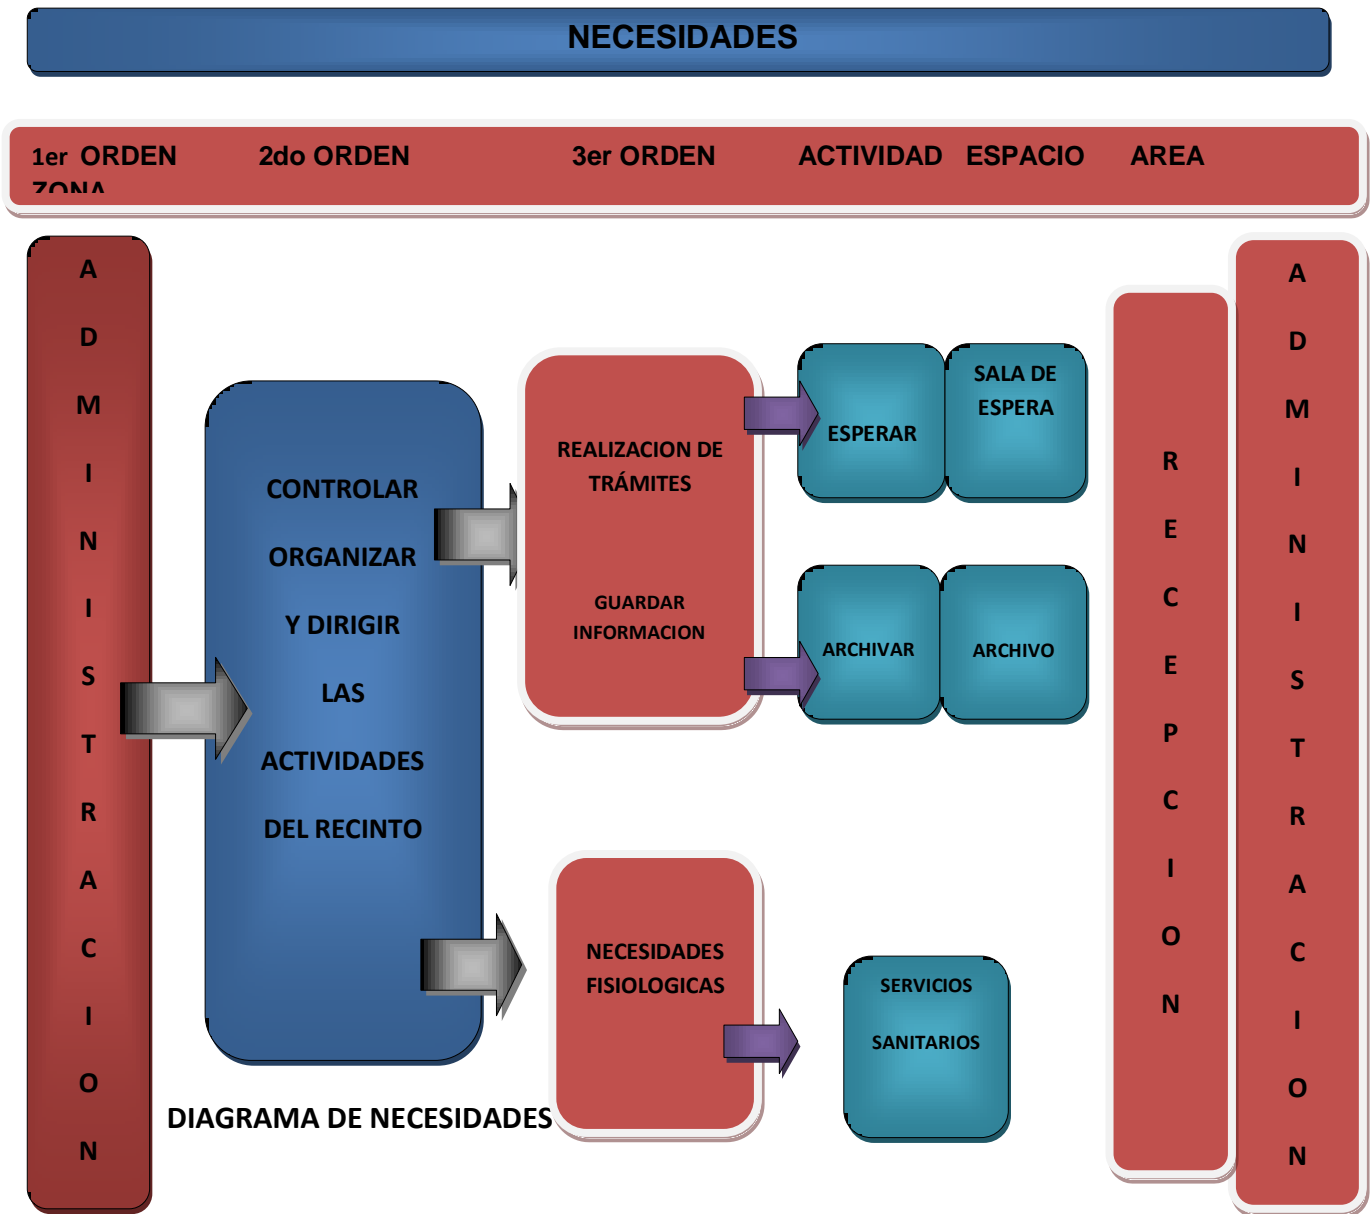 NECESIDADES
1er ORDEN 2do ORDEN 3er ORDEN ACTIVIDAD ESPACIO AREA
ZONA
A
D
M
I
N
I
S
T
R
A
C
I
O
N
CONTROLAR
ORGANIZAR
Y DIRIGIR
LAS
ACTIVIDADES
DEL RECINTO
REALIZACION DE
TRÁMITES
GUARDAR
INFORMACION
ESPERAR
SALA DE
ESPERA
ARCHIVAR
ARCHIVO
NECESIDADES
FISIOLOGICAS
SERVICIOS
SANITARIOS
R
E
C
E
P
C
I
O
N
A
D
M
I
N
I
S
T
R
A
C
I
O
N
DIAGRAMA DE NECESIDADES